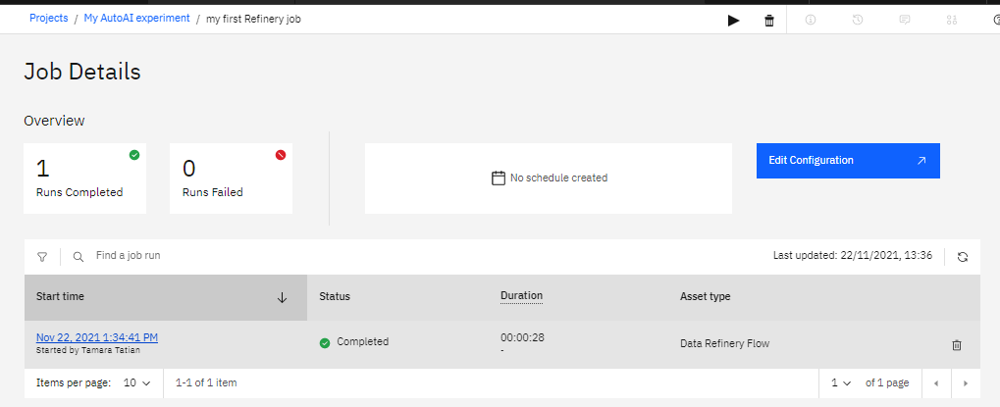 Projects / My AutoAI experiment / my first Refinery job
Job Details
Overview
1
Runs Completed
0
Runs Failed
No schedule created
Edit Configuration
Find a job run
Last updated: 22/11/2021, 13:36
Start time Status Duration Asset type
Nov 22, 2021 1:34:41 PM Completed 00:00:28 Data Refinery Flow
Started by Tamara Tatian -
Items per page: 10 1-1 of 1 item 1 of 1 page